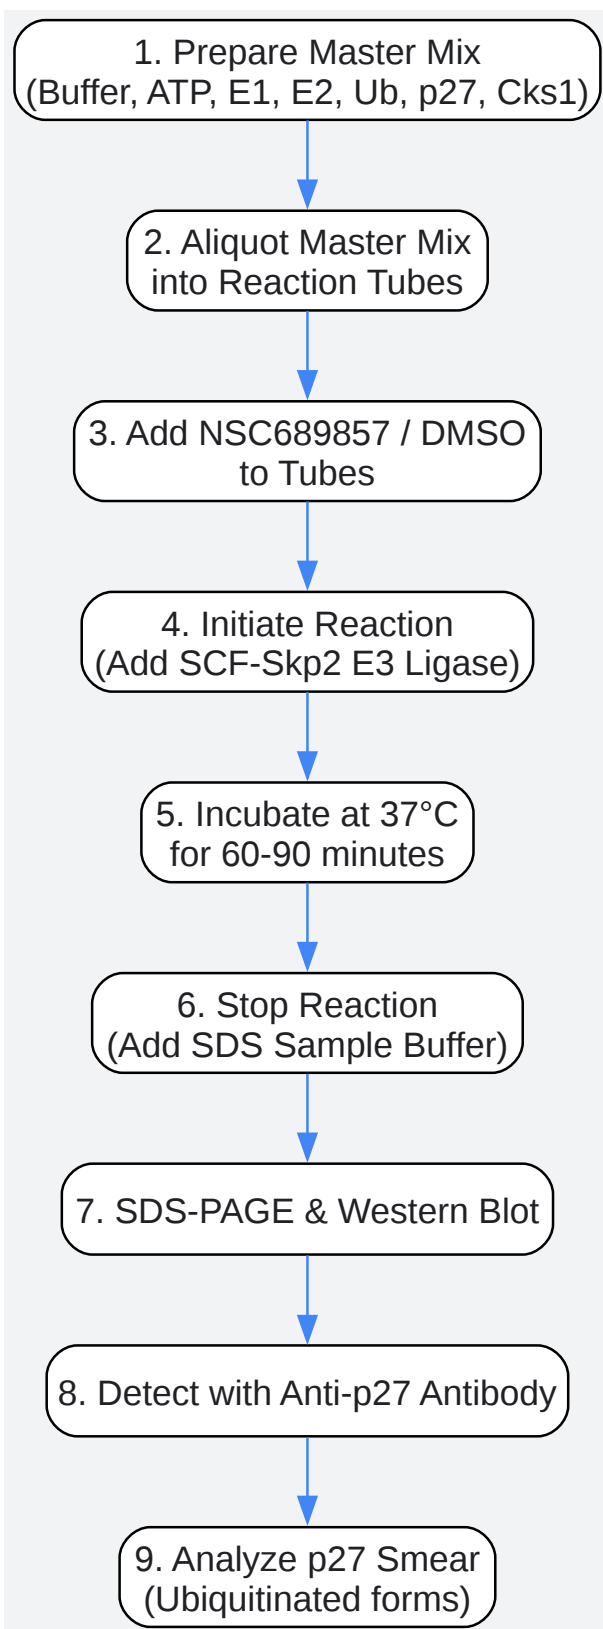 1. Prepare Master Mix
(Buffer, ATP, E1, E2, Ub, p27, Cks1)
2. Aliquot Master Mix
into Reaction Tubes
3. Add NSC689857 / DMSO
to Tubes
4. Initiate Reaction
(Add SCF-Skp2 E3 Ligase)
5. Incubate at 37°C
for 60-90 minutes
6. Stop Reaction
(Add SDS Sample Buffer)
7. SDS-PAGE & Western Blot
8. Detect with Anti-p27 Antibody
9. Analyze p27 Smear
(Ubiquitinated forms)